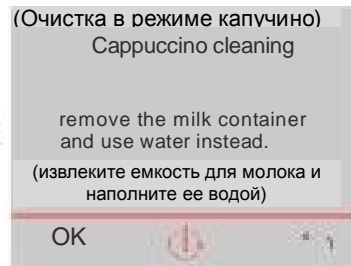 (Очистка в режиме капучино)
Cappuccino cleaning
remove the milk container
and use water instead.
(извлеките емкость для молока и
наполните ее водой)
OK